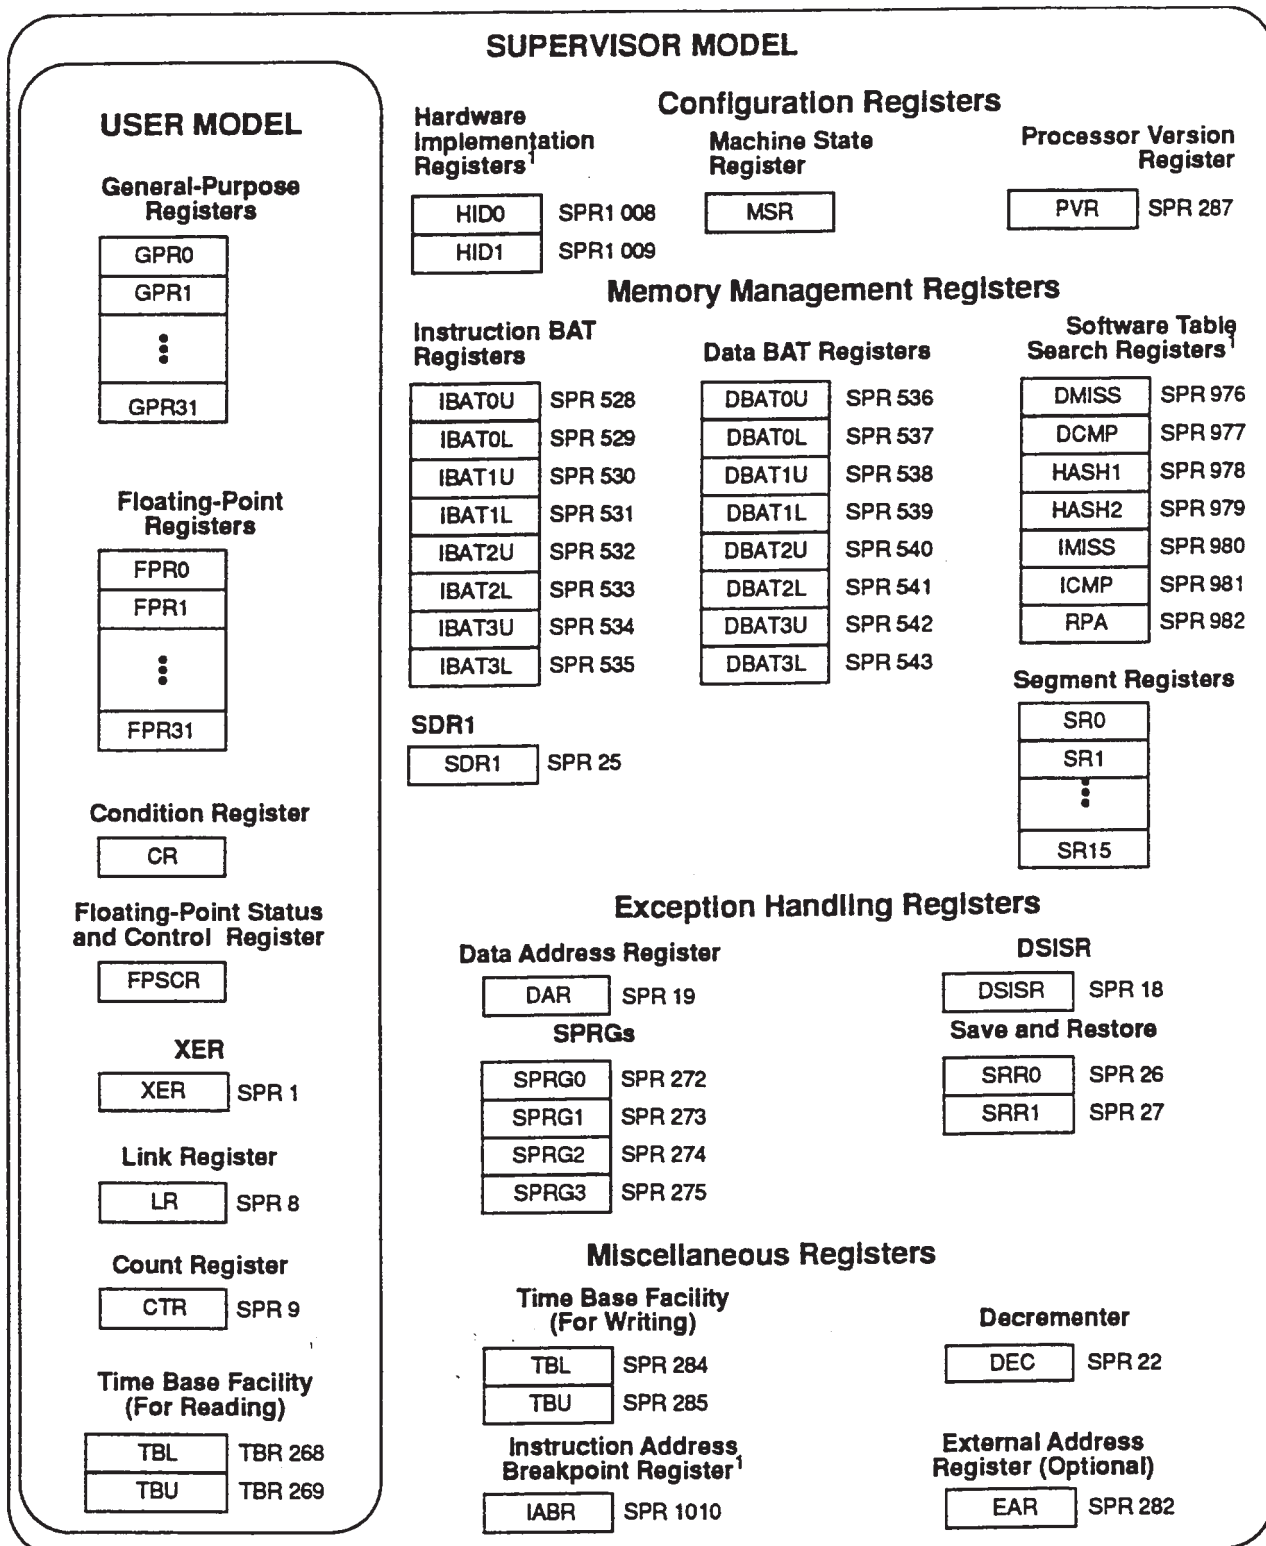 SUPERVISOR MODEL
USER MODEL
General-Purpose
Registers
GPR0
GPR1
GPR31
Floating-Point
Registers
FPR0
FPR1
FPR31
Condition Register
CR
Floating-Point Status
and Control Register
FPSCR
XER
XER SPR 1
Link Register
LR SPR 8
Count Register
CTR SPR 9
Time Base Facility
(For Reading)
TBL TBR 268
TBU TBR 269
Configuration Registers
Hardware
Implementation
Registers1
HID0 SPR1 008
HID1 SPR1 009
Machine State
Register
MSR
Processor Version
Register
PVR SPR 287
Memory Management Registers
Instruction BAT
Registers
IBAT0U SPR 528
IBAT0L SPR 529
IBAT1U SPR 530
IBAT1L SPR 531
IBAT2U SPR 532
IBAT2L SPR 533
IBAT3U SPR 534
IBAT3L SPR 535
Data BAT Registers
DBAT0U SPR 536
DBAT0L SPR 537
DBAT1U SPR 538
DBAT1L SPR 539
DBAT2U SPR 540
DBAT2L SPR 541
DBAT3U SPR 542
DBAT3L SPR 543
Software Table
Search Registers1
DMISS SPR 976
DCMP SPR 977
HASH1 SPR 978
HASH2 SPR 979
IMISS SPR 980
ICMP SPR 981
RPA SPR 982
SDR1
SDR1 SPR 25
Segment Registers
SR0
SR1
SR15
Exception Handling Registers
Data Address Register
DAR SPR 19
SPRGs
SPRG0 SPR 272
SPRG1 SPR 273
SPRG2 SPR 274
SPRG3 SPR 275
DSISR
DSISR SPR 18
Save and Restore
SRR0 SPR 26
SRR1 SPR 27
Miscellaneous Registers
Time Base Facility
(For Writing)
TBL SPR 284
TBU SPR 285
Decrementer
DEC SPR 22
Instruction Address
Breakpoint Register1
IABR SPR 1010
External Address
Register (Optional)
EAR SPR 282